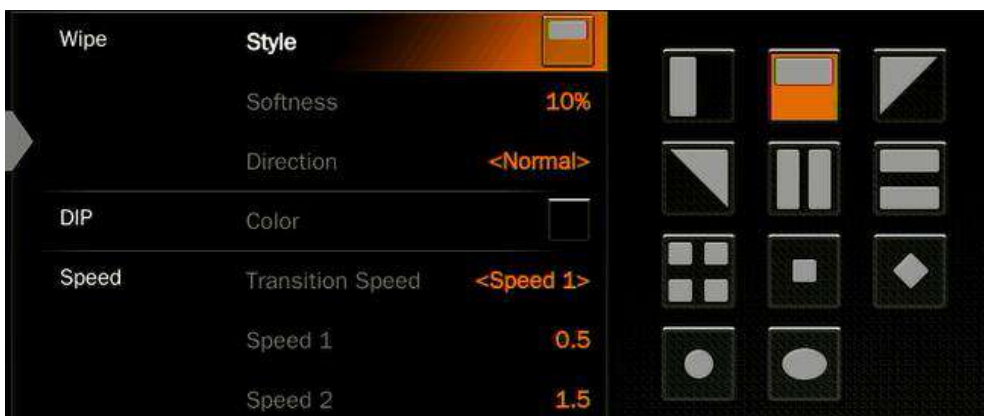 Wipe Style
Softness 10%
Direction <Normal>
DIP Color
Speed Transition Speed <Speed 1>
Speed 1 0.5
Speed 2 1.5